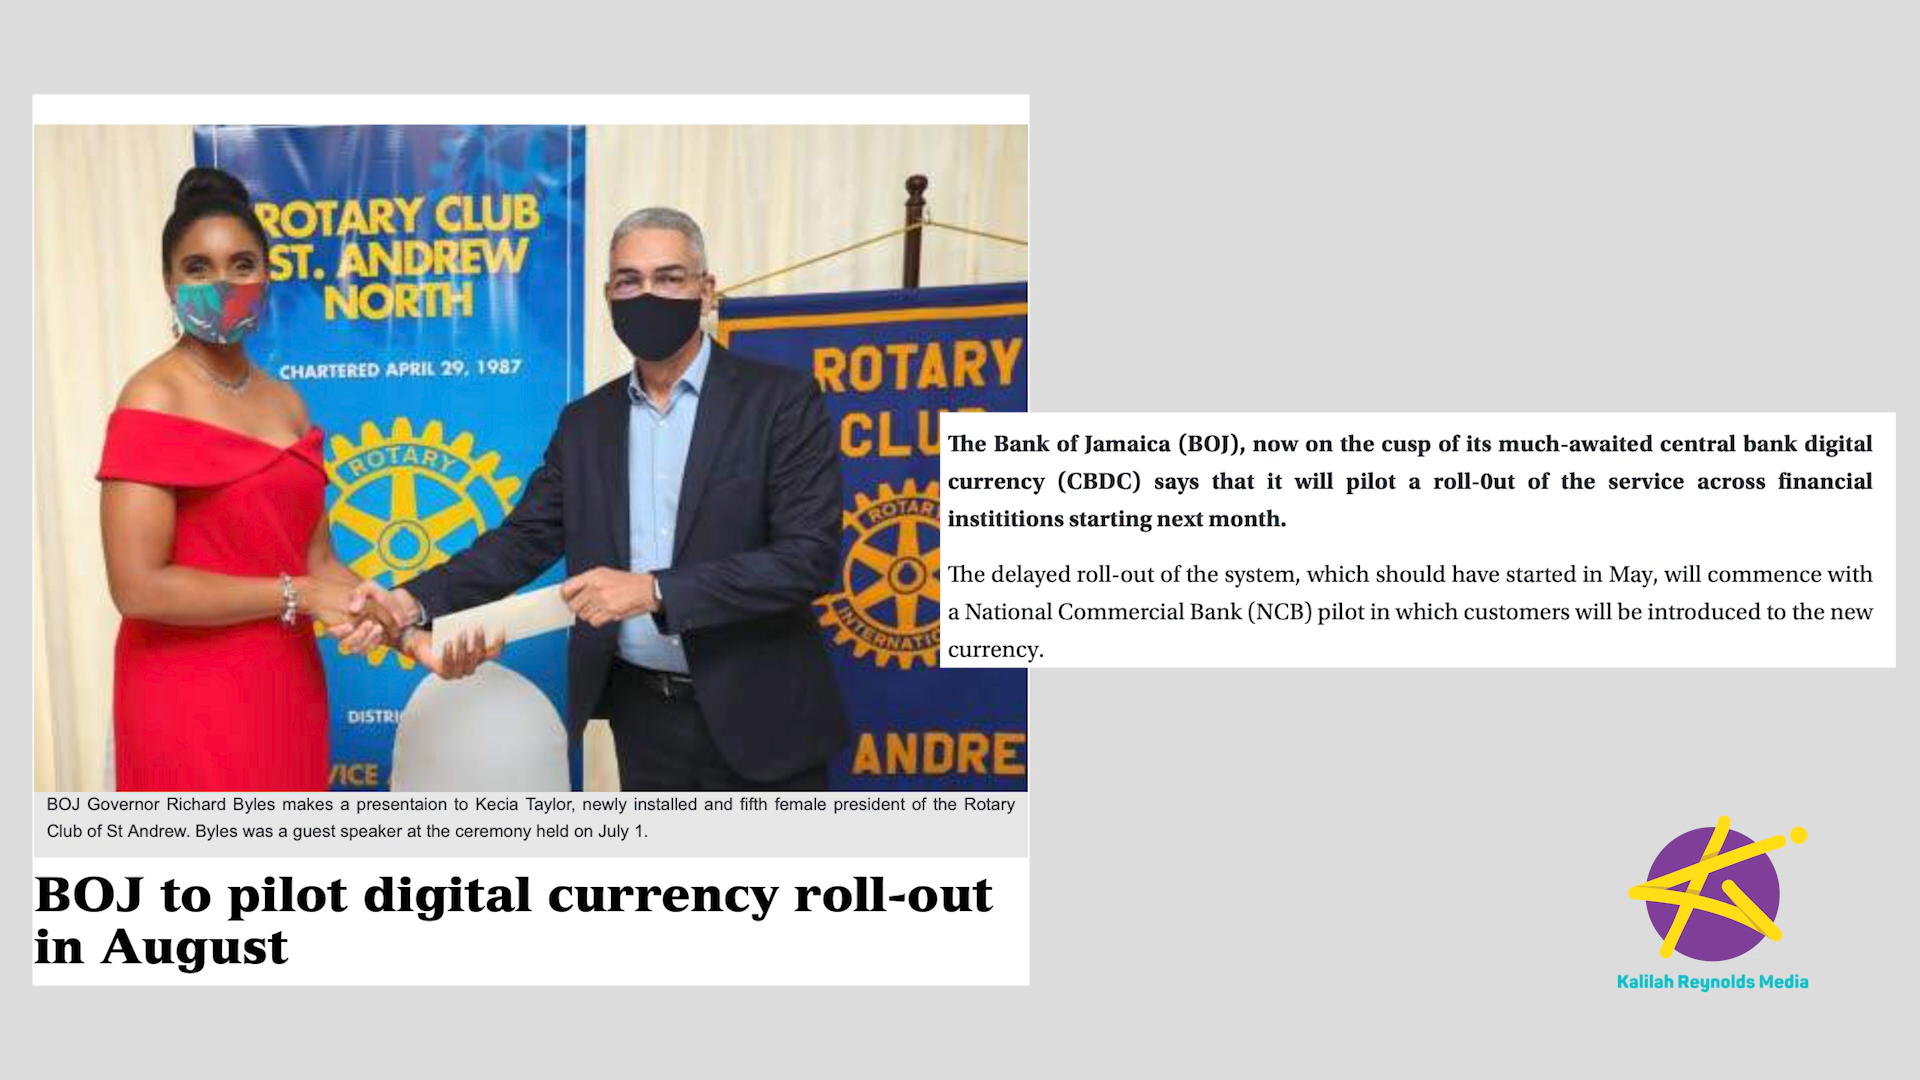 ROTARY CLUB
ST. ANDREW
NORTH
CHARTERED APRIL 29, 1987
ROTARY
DISTRI
VICE
ROTARY
CLU
ROTAR
INTERNATIO
ANDRE
BOJ Governor Richard Byles makes a presentaion to Kecia Taylor, newly installed and fifth female president of the Rotary
Club of St Andrew. Byles was a guest speaker at the ceremony held on July 1.
BOJ to pilot digital currency roll-out
in August
The Bank of Jamaica (BOJ), now on the cusp of its much-awaited central bank digital
currency (CBDC) says that it will pilot a roll-0ut of the service across financial
instititions starting next month.
The delayed roll-out of the system, which should have started in May, will commence with
a National Commercial Bank (NCB) pilot in which customers will be introduced to the new
currency.
Kalilah Reynolds Media